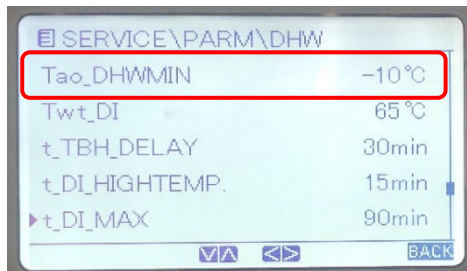 SERVICE\PARM\DHW
Tao_DHWMIN -10°C
Twt_DI 65°C
t_TBH_DELAY 30min
t_DI_HIGHTEMP. 15min
t_DI_MAX 90min
BACK